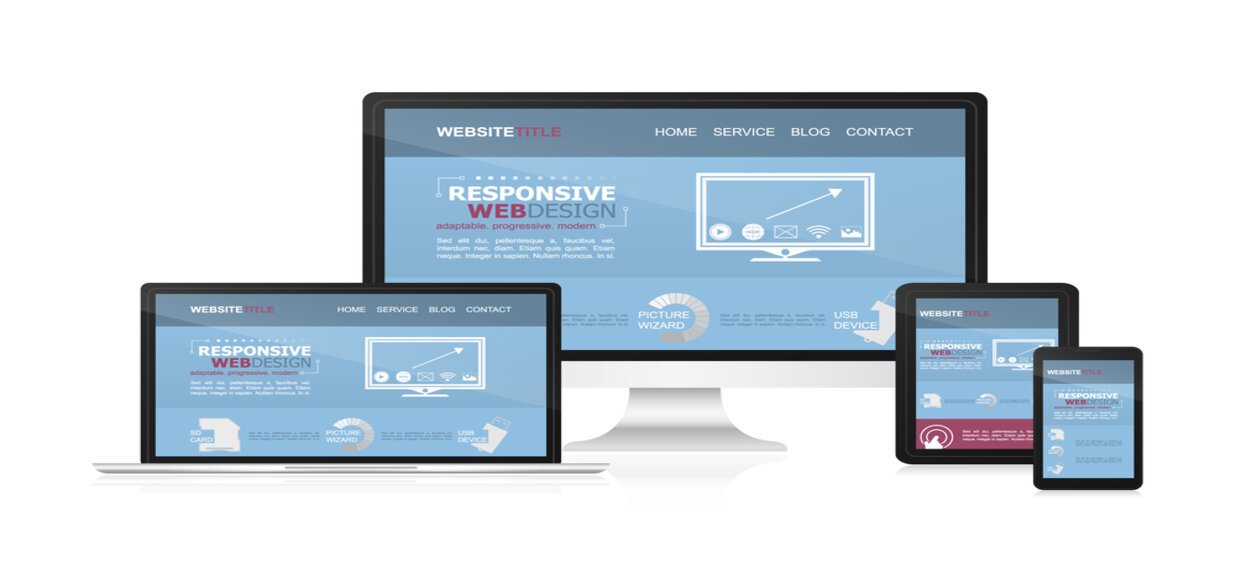 WEBSITETITLE HOME SERVICE BLOG CONTACT
RESPONSIVE
WEBDESIGN
adaptable. progressive. modern
Sed elit dui, pellentesque a, faucibus vel,
interdum nec, diam. Etiam quis quam. Etiam
neque. Integer in sapien. Nullam rhoncus. In si.
PICTURE
WIZARD
USB
DEVICE
WEBSITETITLE HOME SERVICE BLOG CONTACT
RESPONSIVE
WEBDESIGN
adaptable. progressive. modern
Sed elit dui, pellentesque a, faucibus vel,
interdum nec, diam. Etiam quis quam. Etiam
neque. Integer in sapien. Nullam rhoncus. In si.
SD
CARD
PICTURE
WIZARD
USB
DEVICE
WEBSITETITLE
RESPONSIVE
WEBDESIGN
adaptable. progressive. modern
WEBSITETITLE
RESPONSIVE
WEBDESIGN
adaptable. progressive. modern